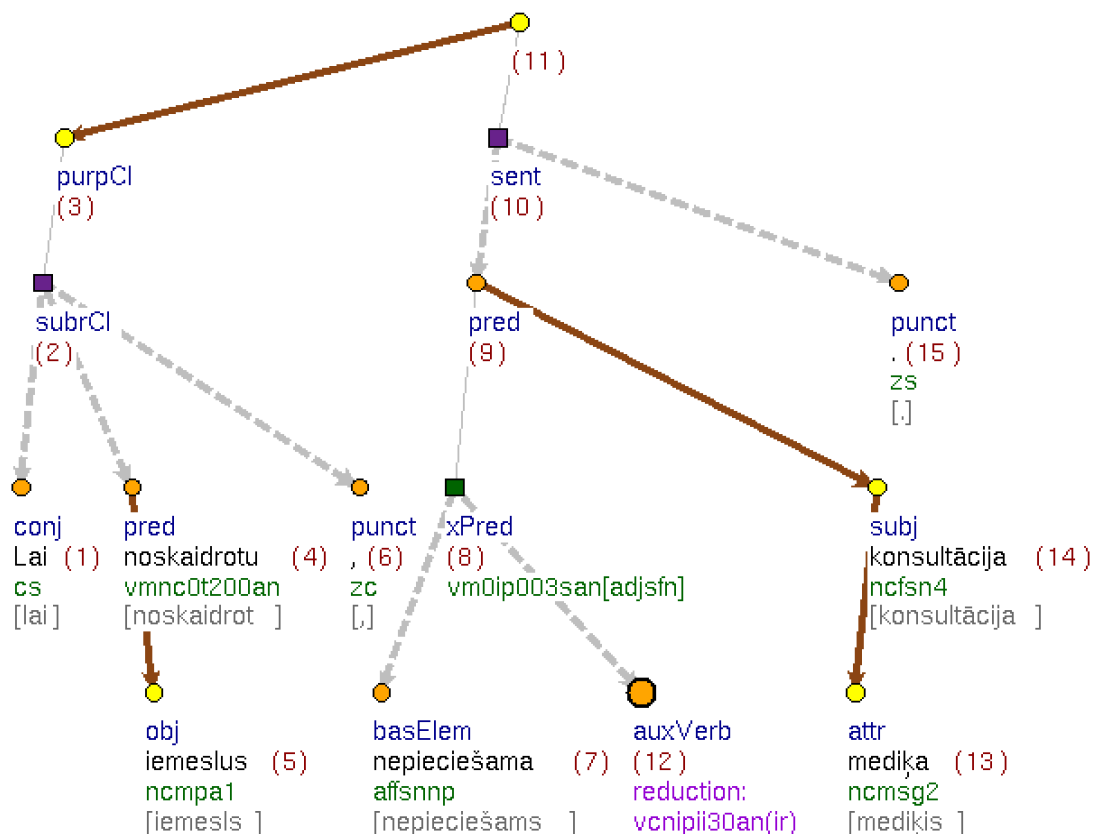 (11)
purpCl
(3)
sent
(10)
subrCl
(2)
pred
(9)
punct
. (15)
zs
[.]
conj
Lai (1)
cs
[lai]
pred
noskaidrotu (4)
vmnc0t200an
[noskaidrot ]
punct
, (6)
zc
[,]
xPred
(8)
vm0ip003san[adjsfn]
subj
konsultācija (14)
ncfsn4
[konsultācija ]
obj
iemeslus (5)
ncmpa1
[iemesls ]
basElem
nepieciešama (7)
affsnnp
[nepieciešams ]
auxVerb
(12)
reduction:
vcnipii30an(ir)
attr
mediķa (13)
ncmsg2
[mediķis ]